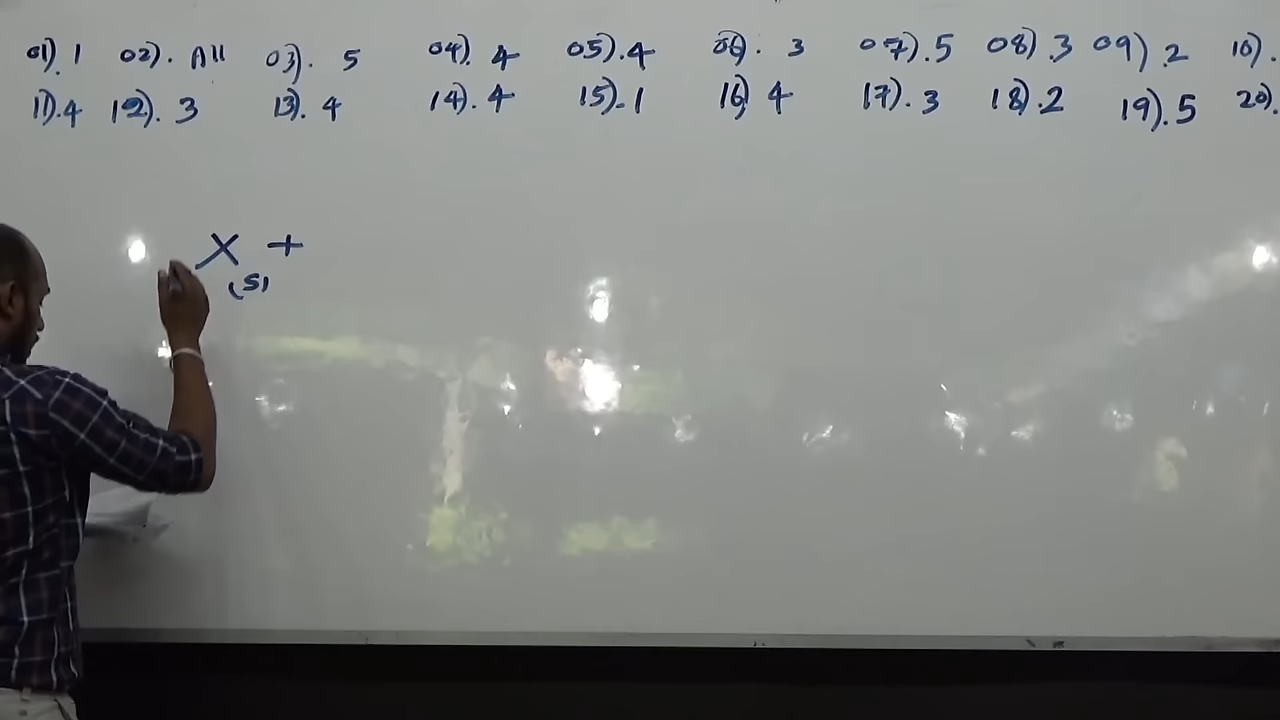 01). 1 02). All 03). 5 04). 4 05). 4 06). 3 07). 5 08). 3 09). 2 10).
11). 4 12). 3 13). 4 14). 4 15). 1 16) 4 17). 3 18). 2 19). 5 20).
X +
(s)